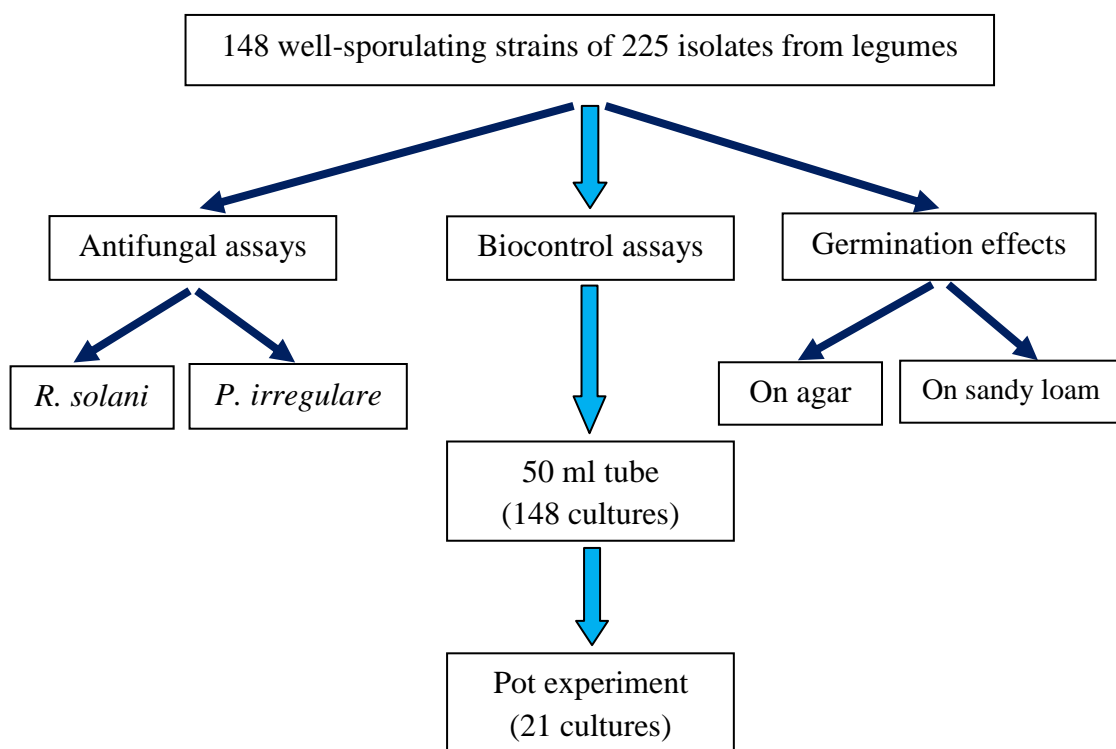 148 well-sporulating strains of 225 isolates from legumes
Antifungal assays
Biocontrol assays
Germination effects
R. solani
P. irregulare
On agar
On sandy loam
50 ml tube
(148 cultures)
Pot experiment
(21 cultures)